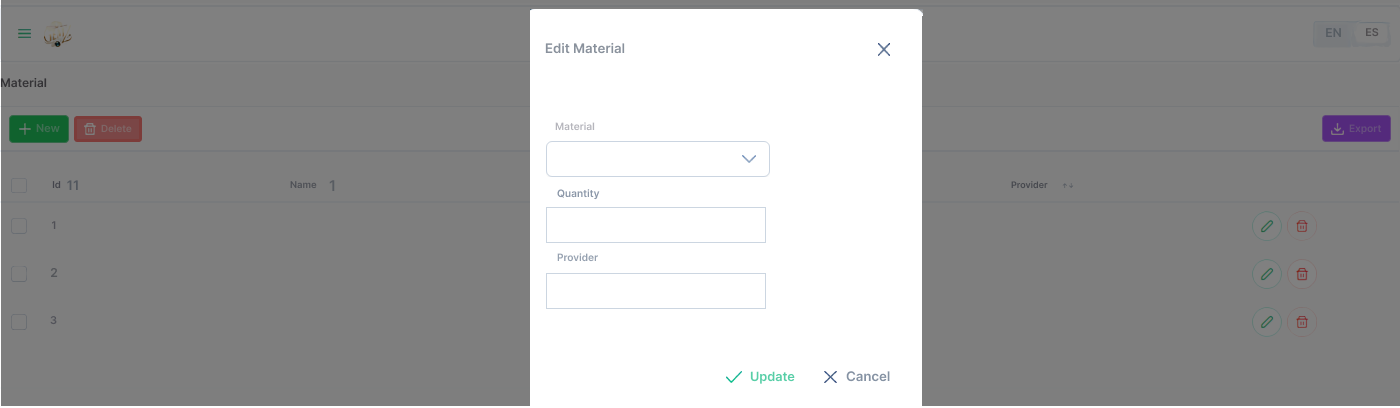 EN ES
Edit Material
Material
New Delete
Export
Material
Id 11 Name 1 Provider
Quantity
1
2
Provider
3
Update Cancel